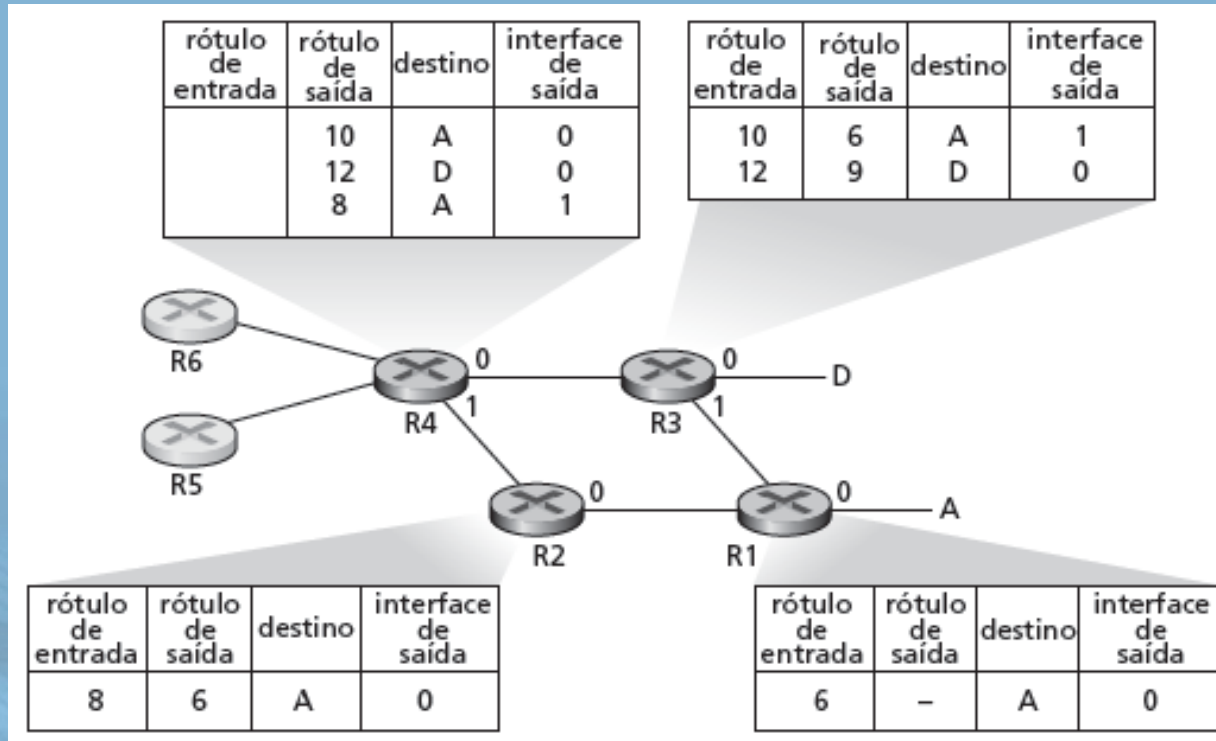 rótulo de entrada | rótulo de saída | destino | interface de saída
10 | A | 0
12 | D | 0
8 | A | 1
rótulo de entrada | rótulo de saída | destino | interface de saída
10 | 6 | A | 1
12 | 9 | D | 0
R6
R5
R4
0
1
R3
0
1
D
R2
0
R1
0
A
rótulo de entrada | rótulo de saída | destino | interface de saída
8 | 6 | A | 0
rótulo de entrada | rótulo de saída | destino | interface de saída
6 | – | A | 0